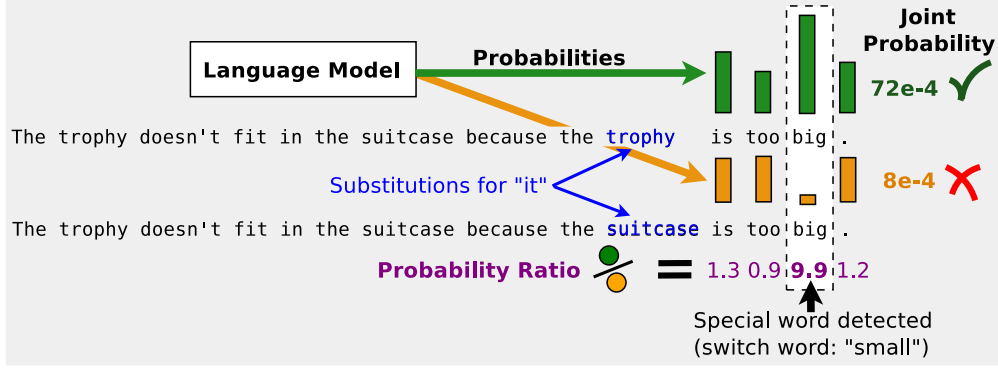 Joint
Probability
Probabilities
Language Model
72e-4
The trophy doesn't fit in the suitcase because the trophy is too big .
8e-4
Substitutions for "it"
The trophy doesn't fit in the suitcase because the suitcase is too big .
Probability Ratio = 1.3 0.9 9.9 1.2
Special word detected
(switch word: "small")